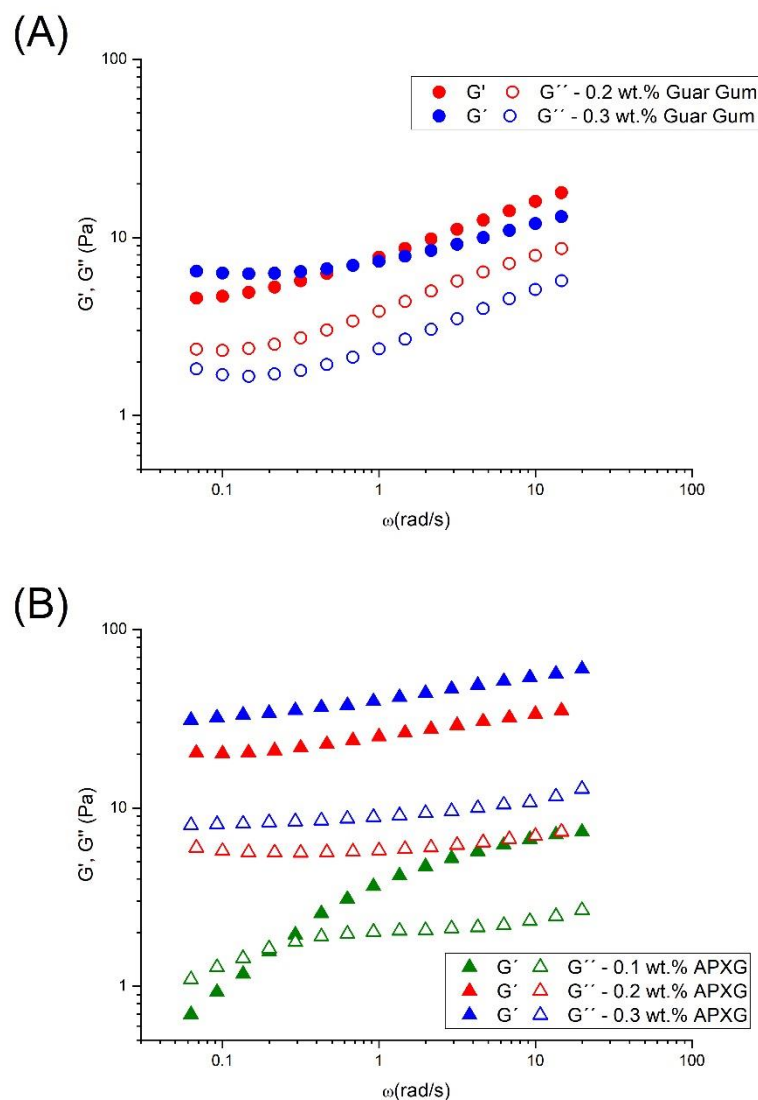 (A)
100
G' G´´ - 0.2 wt.% Guar Gum
G´ G´´ - 0.3 wt.% Guar Gum
10
1
G', G" (Pa)
0.1 1 10 100
ω(rad/s)
(B)
100
10
1
G', G" (Pa)
G´ G´´ - 0.1 wt.% APXG
G´ G´´ - 0.2 wt.% APXG
G´ G´´ - 0.3 wt.% APXG
0.1 1 10 100
ω(rad/s)